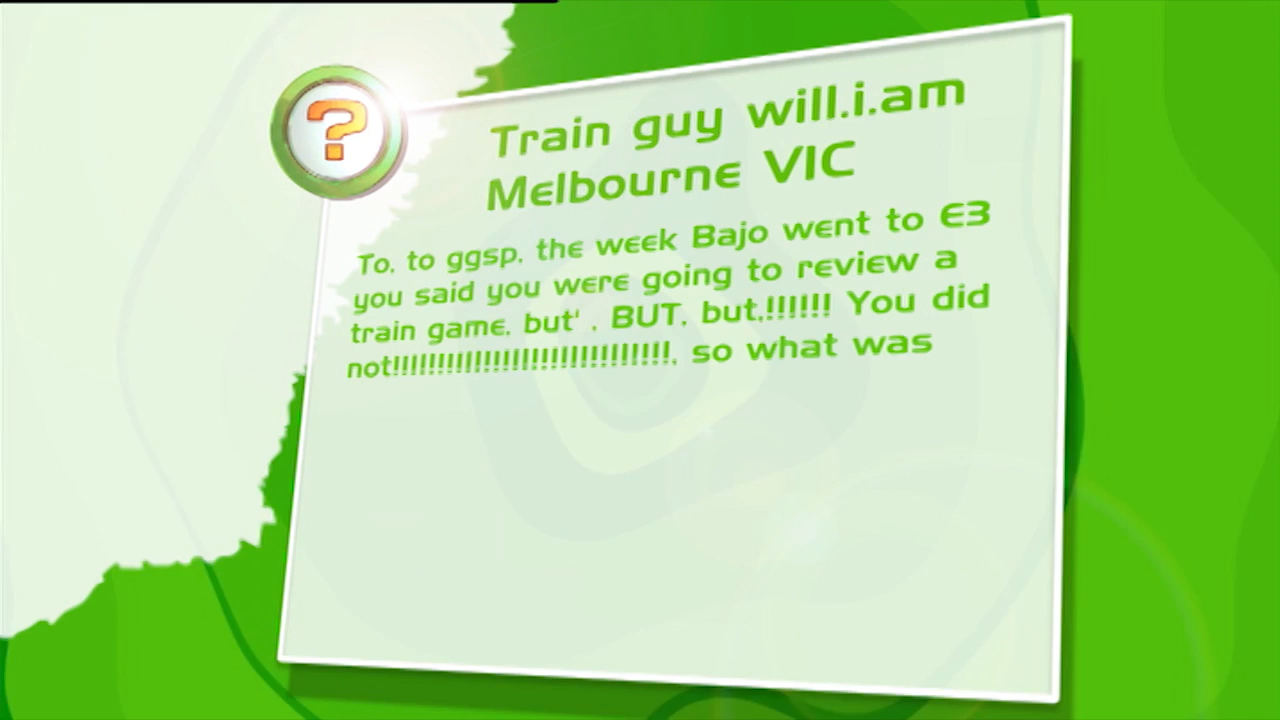 ?
Train guy will.i.am
Melbourne VIC
To, to ggsp, the week Bajo went to E3
you said you were going to review a
train game, but' , BUT, but,!!!!!! You did
not!!!!!!!!!!!!!!!!!!!!!!!!!!!!!!!, so what was